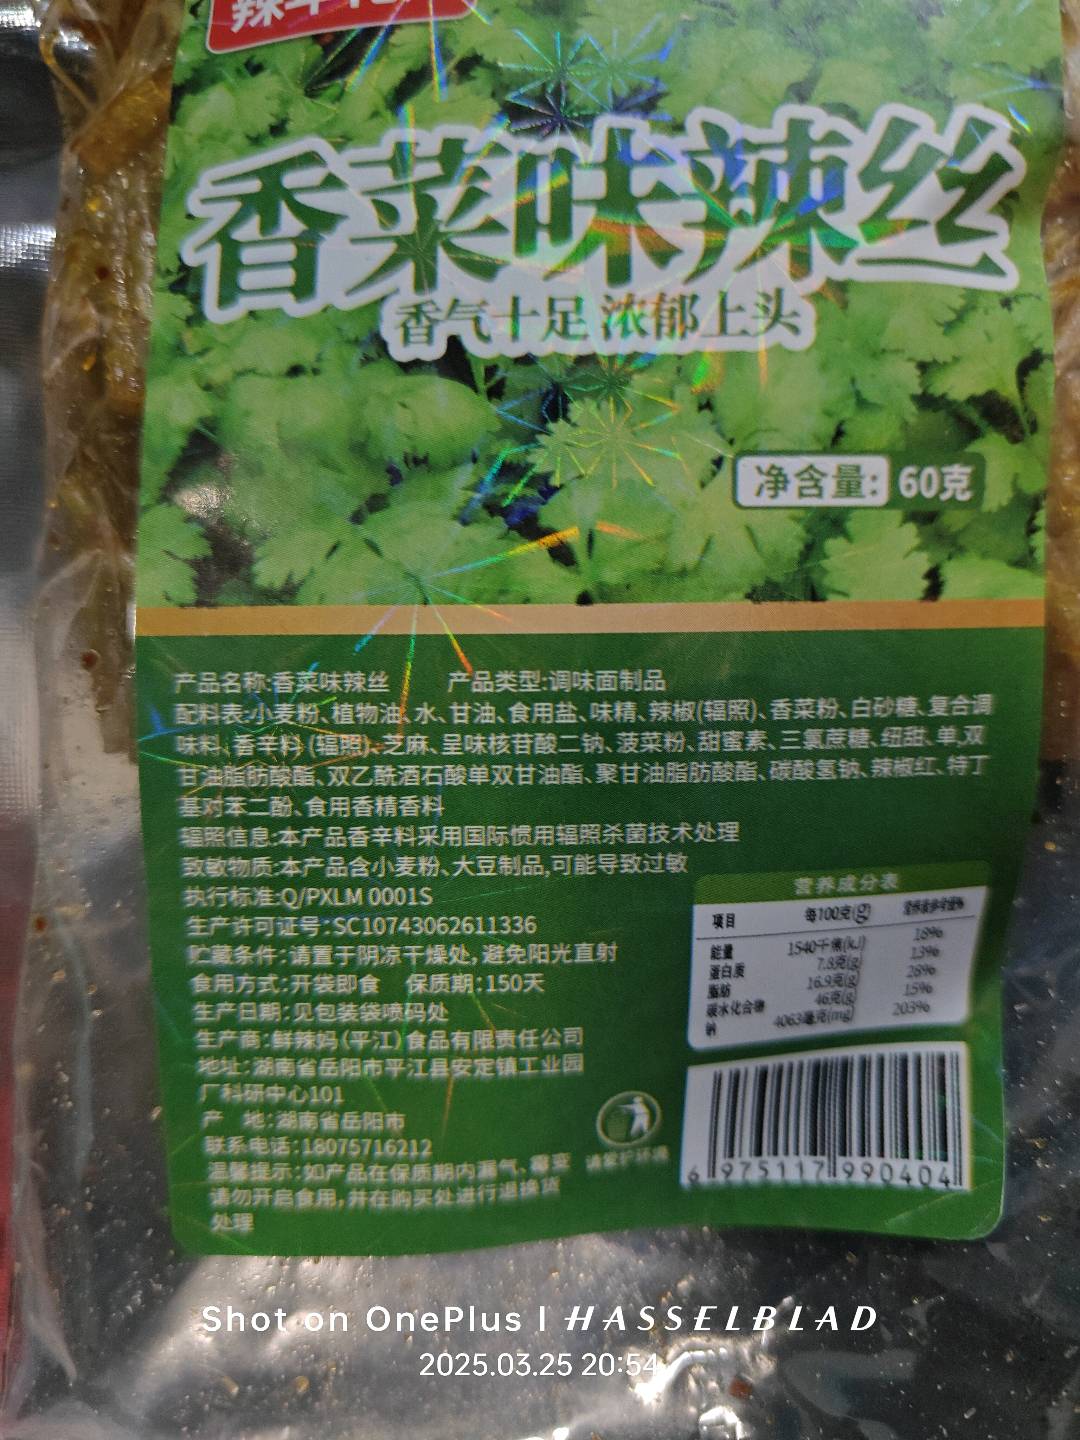 香菜味辣丝
香气十足 浓郁上头
净含量: 60克
产品名称:香菜味辣丝 产品类型:调味面制品
配料表:小麦粉、植物油、水、甘油、食用盐、味精、辣椒(辐照)、香菜粉、白砂糖、复合调
味料、香辛料(辐照)、芝麻、呈味核苷酸二钠、菠菜粉、甜蜜素、三氯蔗糖、纽甜、单,双
甘油脂肪酸酯、双乙酰酒石酸单双甘油酯、聚甘油脂肪酸酯、碳酸氢钠、辣椒红、特丁
基对苯二酚、食用香精香料
辐照信息:本产品香辛料采用国际惯用辐照杀菌技术处理
致敏物质:本产品含小麦粉、大豆制品,可能导致过敏
执行标准:Q/PXLM 0001S
生产许可证号:SC10743062611336
贮藏条件:请置于阴凉干燥处,避免阳光直射
食用方式:开袋即食 保质期:150天
生产日期:见包装袋喷码处
生产商:鲜辣妈(平江)食品有限责任公司
地址:湖南省岳阳市平江县安定镇工业园
厂科研中心101
产 地:湖南省岳阳市
联系电话:18075716212
温馨提示:如产品在保质期内漏气、霉变
请勿开启食用,并在购买处进行退换货
处理
营养成分表
项目 每100克(g) 营养素参考值%
能量 1540千焦(kJ) 18%
蛋白质 7.8克(g) 13%
脂肪 16.9克(g) 28%
碳水化合物 46克(g) 15%
钠 4063毫克(mg) 203%
请爱护环境
6 975117 990404
Shot on OnePlus | HASSELBLAD
2025.03.25 20:54